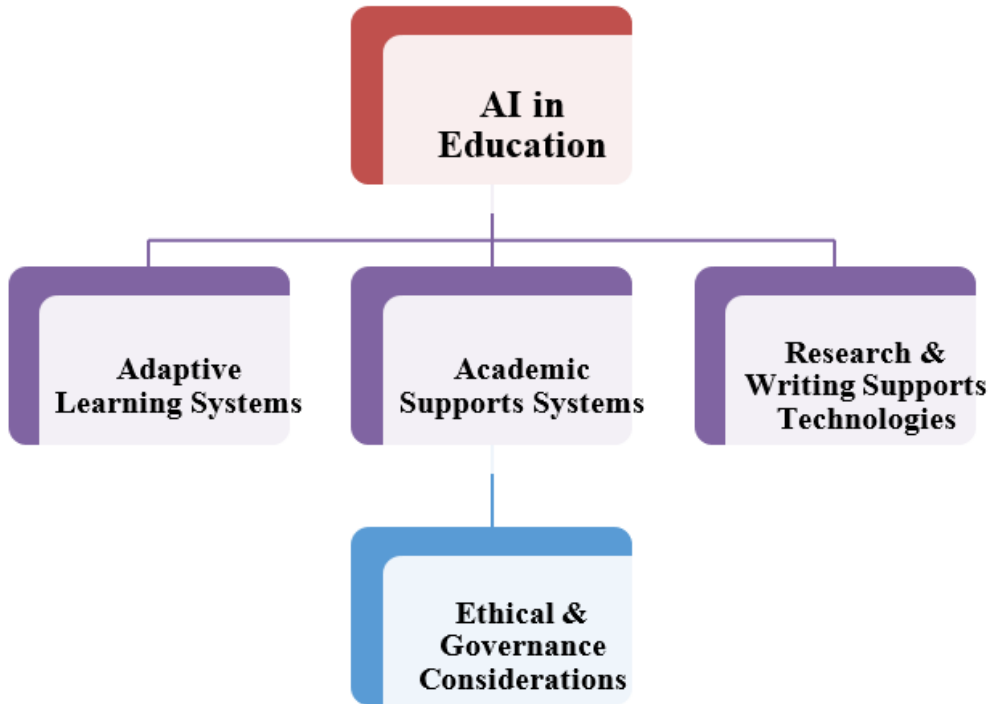 AI in
Education
Adaptive
Learning Systems
Academic
Supports Systems
Research &
Writing Supports
Technologies
Ethical &
Governance
Considerations